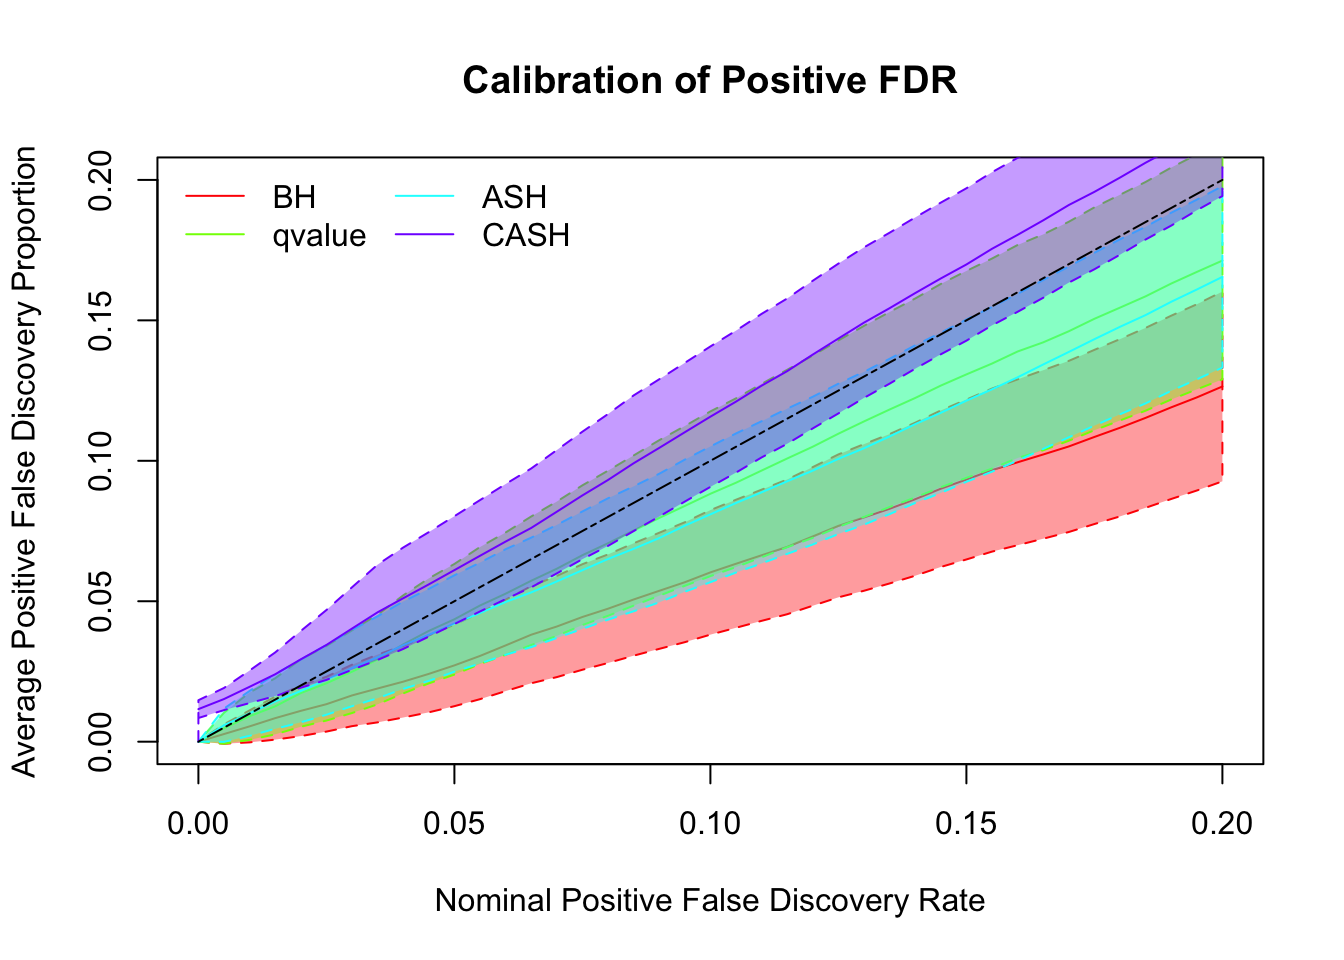 Calibration of Positive FDR
BH
qvalue
ASH
CASH
Average Positive False Discovery Proportion
0.20
0.15
0.10
0.05
0.00
0.00 0.05 0.10 0.15 0.20
Nominal Positive False Discovery Rate